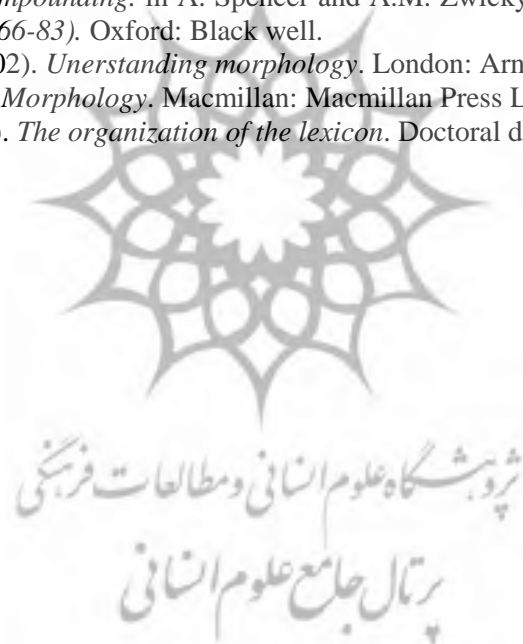 ompounding. In A. Spencer and A.M. Zwicky
66-83). Oxford: Black well.
02). Unerstanding morphology. London: Arn
Morphology. Macmillan: Macmillan Press L
). The organization of the lexicon. Doctoral d
پژوهشگاه علوم انسانی و مطالعات فرهنگی
پرتال جامع علوم انسانی